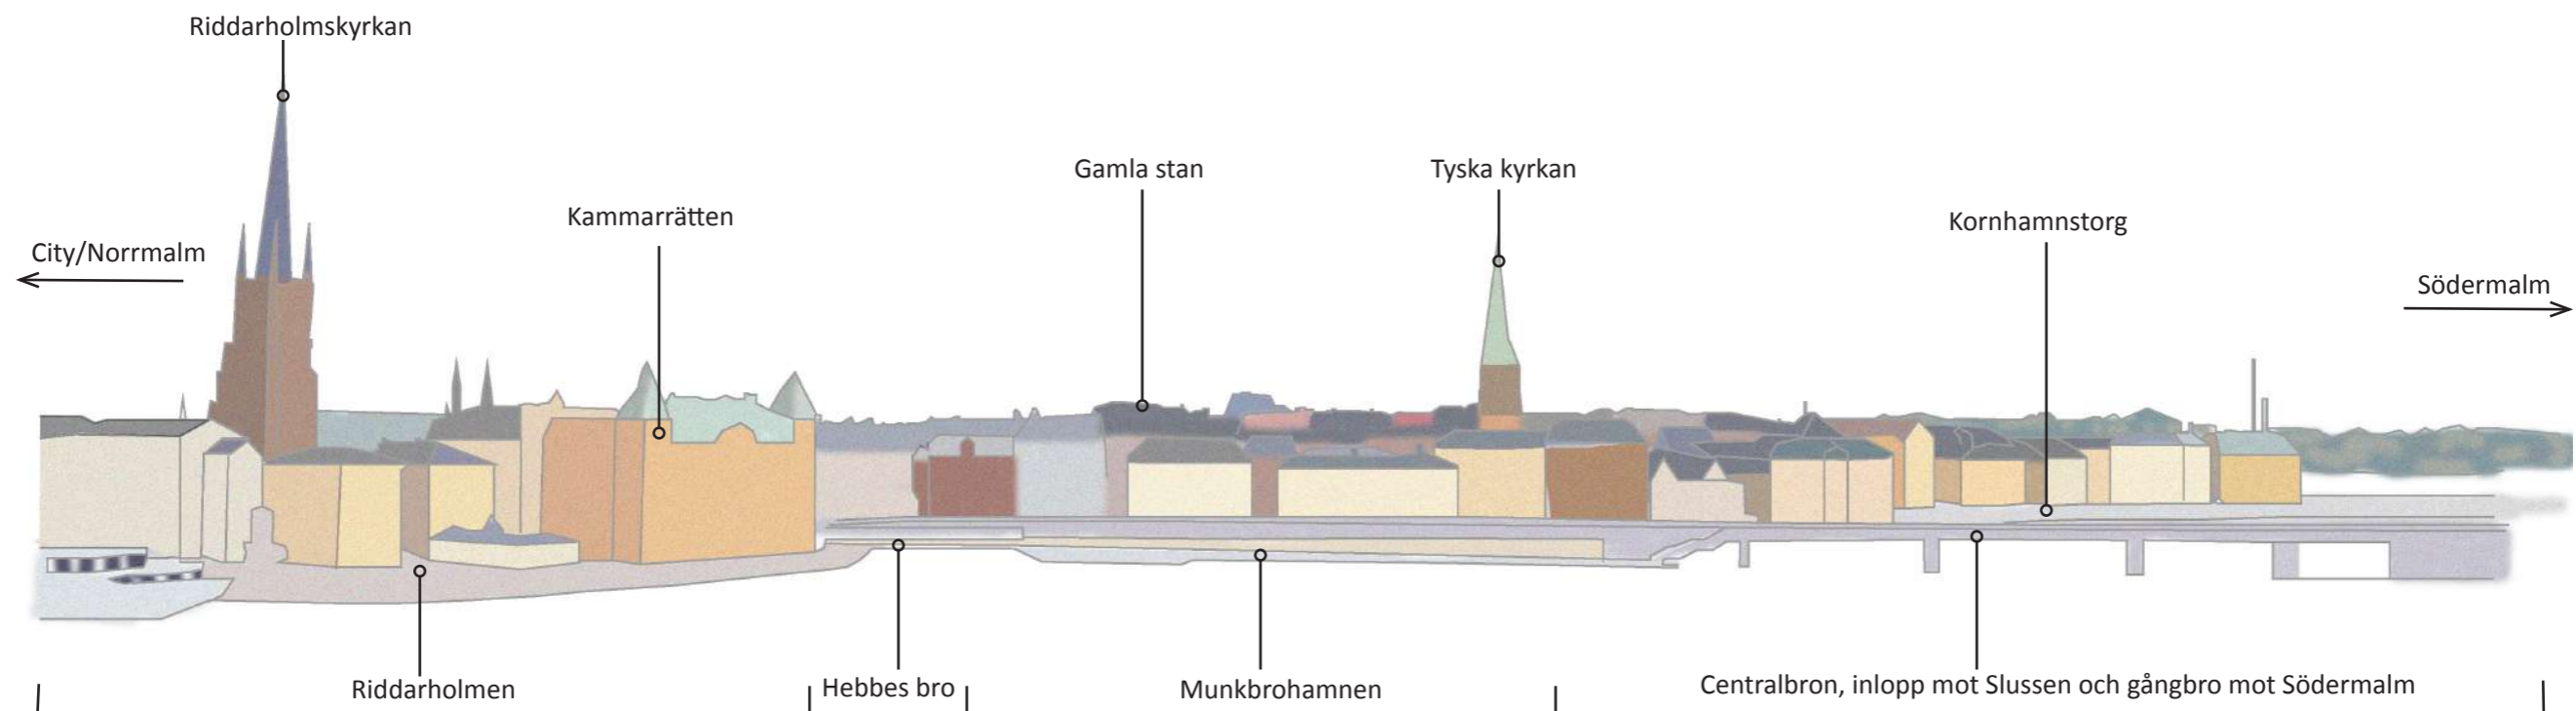 Riddarholmskyrkan
Gamla stan
Tyska kyrkan
Kammarrätten
Kornhamnstorg
City/Norrmalm
Södermalm
Riddarholmen
Hebbes bro
Munkbrohamnen
Centralbron, inlopp mot Slussen och gångbro mot Södermalm